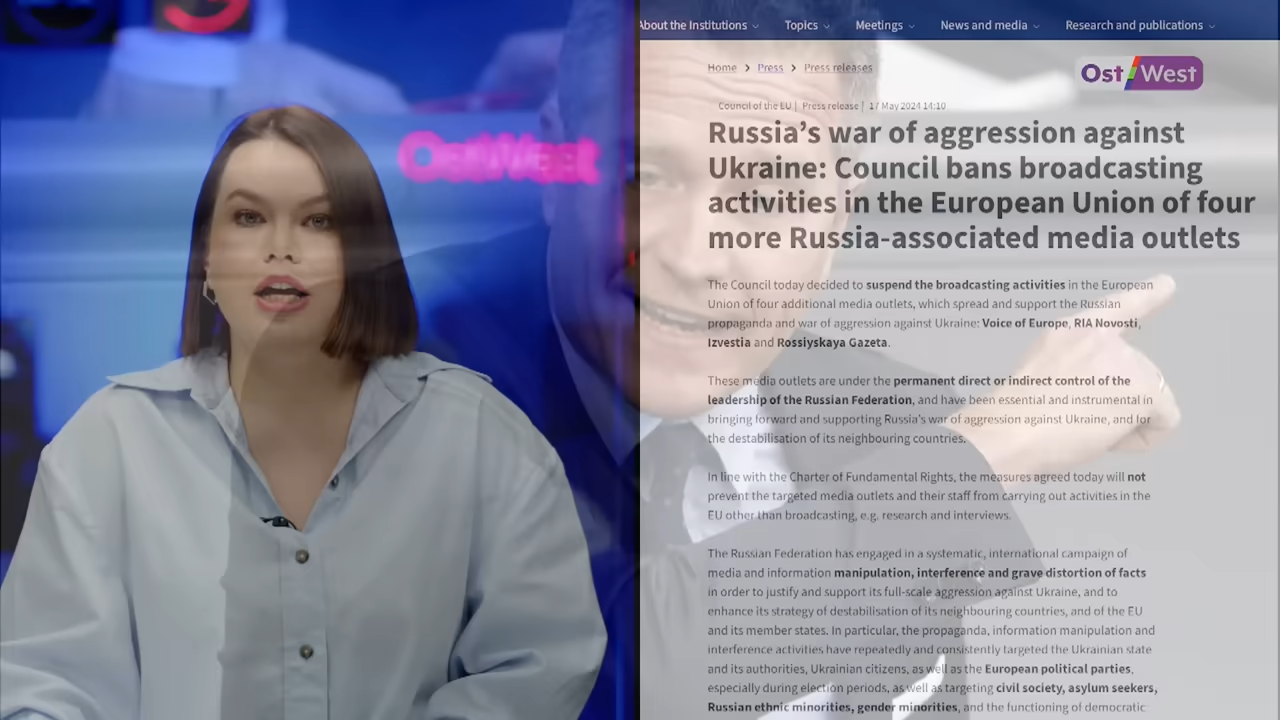 About the Institutions Topics Meetings News and media Research and publications
OstWest
Home > Press > Press releases
Ost/West
Council of the EU | Press release | 17 May 2024 14:10
Russia’s war of aggression against
Ukraine: Council bans broadcasting
activities in the European Union of four
more Russia-associated media outlets
The Council today decided to suspend the broadcasting activities in the European
Union of four additional media outlets, which spread and support the Russian
propaganda and war of aggression against Ukraine: Voice of Europe, RIA Novosti,
Izvestia and Rossiyskaya Gazeta.
These media outlets are under the permanent direct or indirect control of the
leadership of the Russian Federation, and have been essential and instrumental in
bringing forward and supporting Russia’s war of aggression against Ukraine, and for
the destabilisation of its neighbouring countries.
In line with the Charter of Fundamental Rights, the measures agreed today will not
prevent the targeted media outlets and their staff from carrying out activities in the
EU other than broadcasting, e.g. research and interviews.
The Russian Federation has engaged in a systematic, international campaign of
media and information manipulation, interference and grave distortion of facts
in order to justify and support its full-scale aggression against Ukraine, and to
enhance its strategy of destabilisation of its neighbouring countries, and of the EU
and its member states. In particular, the propaganda, information manipulation and
interference activities have repeatedly and consistently targeted the Ukrainian state
and its authorities, Ukrainian citizens, as well as the European political parties,
especially during election periods, as well as targeting civil society, asylum seekers,
Russian ethnic minorities, gender minorities, and the functioning of democratic